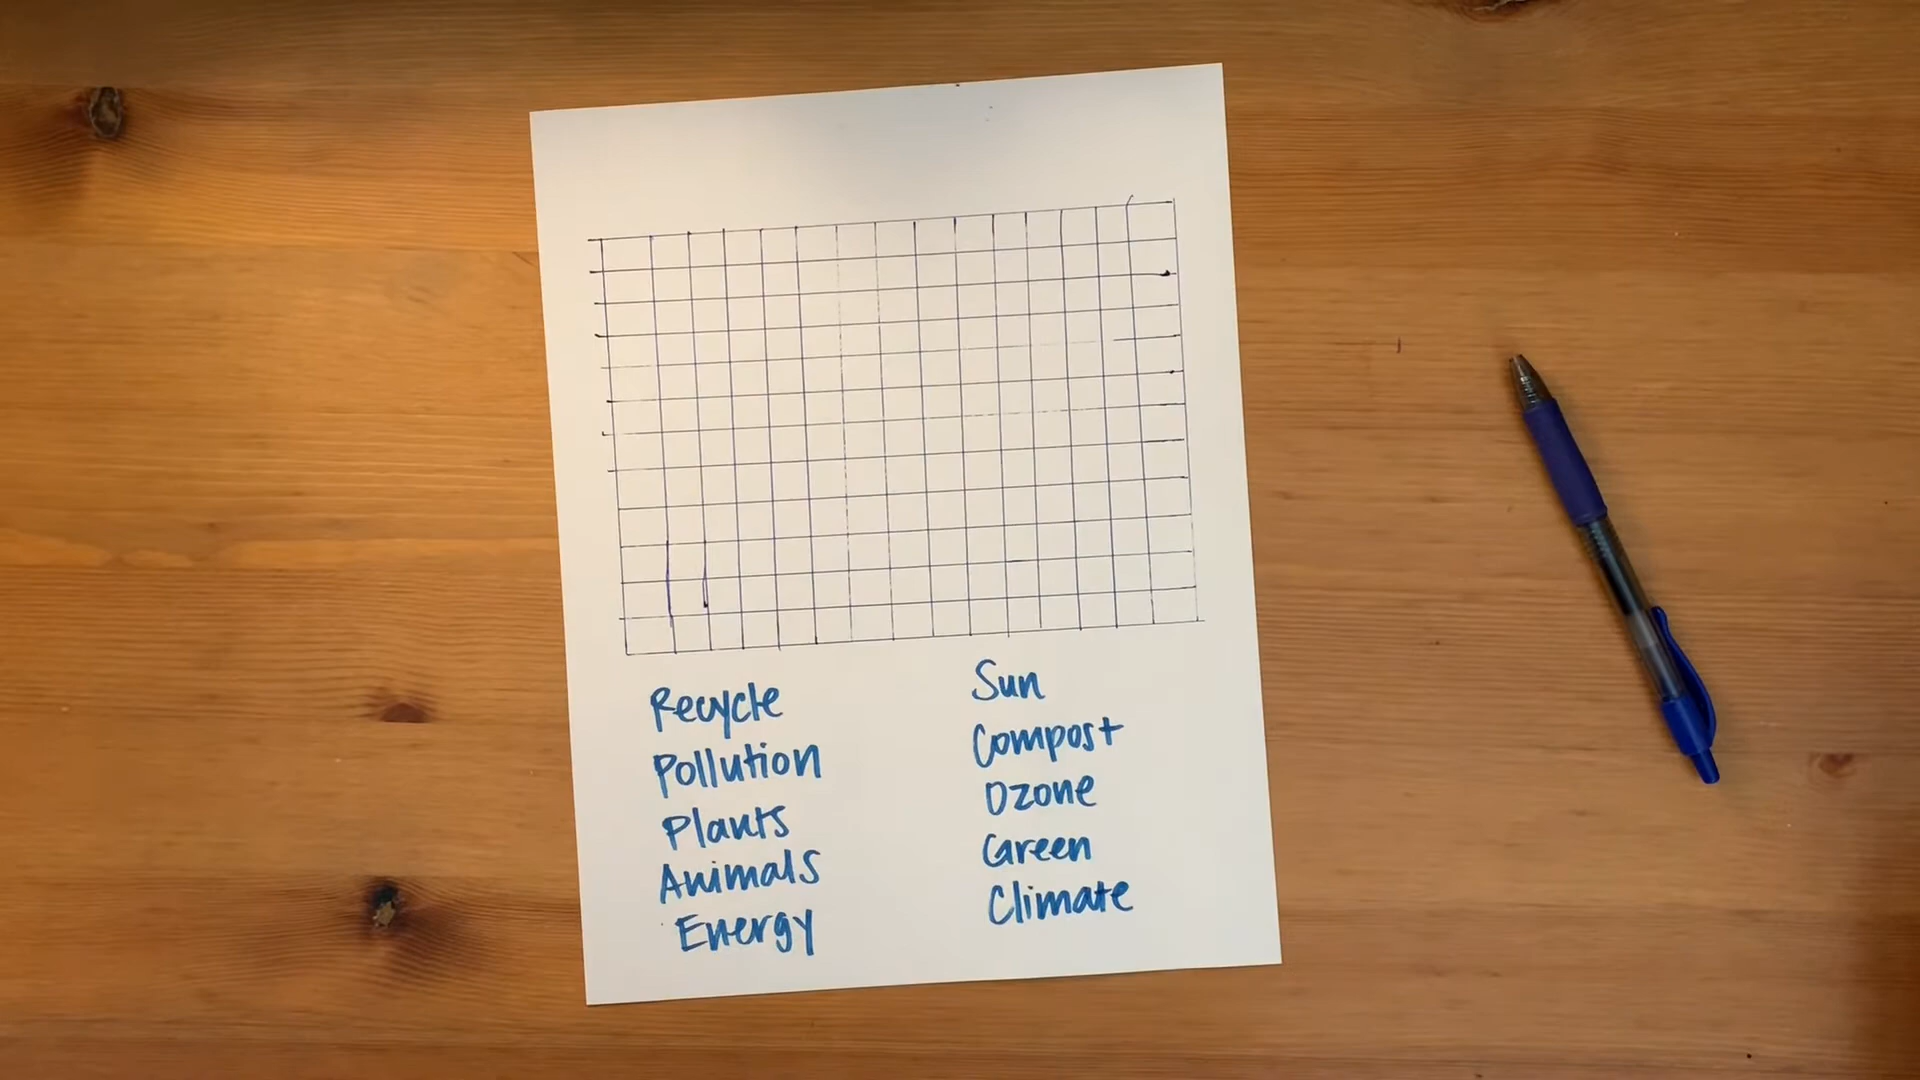 Recycle
Pollution
Plants
Animals
Energy
Sun
Compost
Ozone
Green
Climate